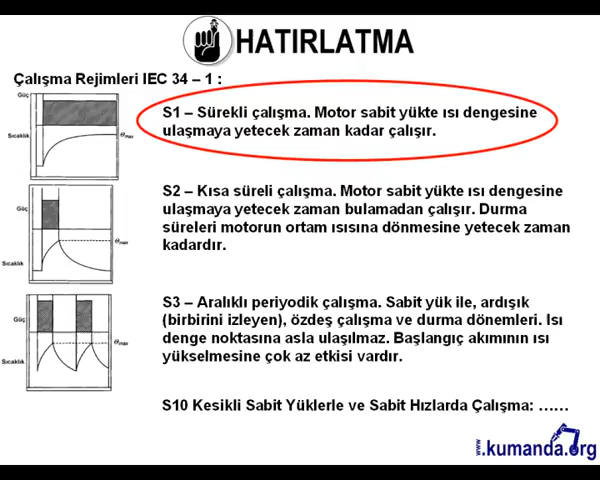 HATIRLATMA
Çalışma Rejimleri IEC 34 – 1 :
Güç
Sıcaklık
θmax
S1 – Sürekli çalışma. Motor sabit yükte ısı dengesine
ulaşmaya yetecek zaman kadar çalışır.
Güç
Sıcaklık
θmax
S2 – Kısa süreli çalışma. Motor sabit yükte ısı dengesine
ulaşmaya yetecek zaman bulamadan çalışır. Durma
süreleri motorun ortam ısısına dönmesine yetecek zaman
kadardır.
Güç
Sıcaklık
θmax
S3 – Aralıklı periyodik çalışma. Sabit yük ile, ardışık
(birbirini izleyen), özdeş çalışma ve durma dönemleri. Isı
denge noktasına asla ulaşılmaz. Başlangıç akımının ısı
yükselmesine çok az etkisi vardır.
S10 Kesikli Sabit Yüklerle ve Sabit Hızlarda Çalışma: ......
www.kumanda.org